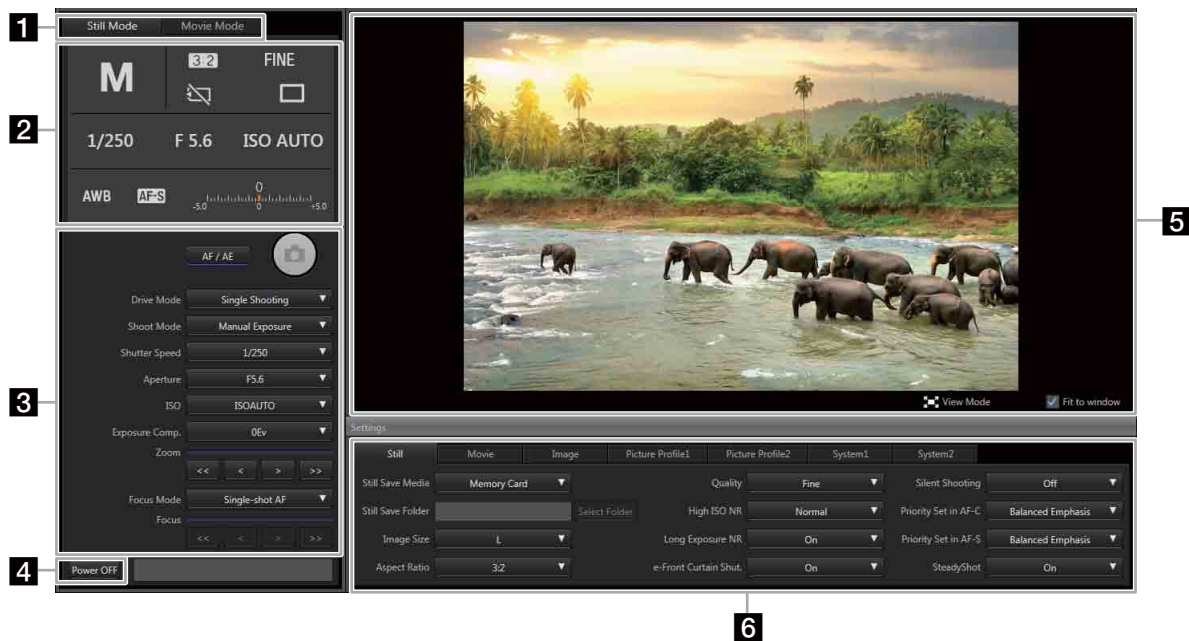 1
Still Mode Movie Mode
2
M 3:2 FINE
1/250 F 5.6 ISO AUTO
AWB AF-S 0
-5.0 0 +5.0
3
AF / AE
Drive Mode Single Shooting
Shoot Mode Manual Exposure
Shutter Speed 1/250
Aperture F5.6
ISO ISOAUTO
Exposure Comp. 0Ev
Zoom
<< < > >>
Focus Mode Single-shot AF
Focus
<< < > >>
4
Power OFF
5
View Mode Fit to window
Settings
Still Movie Image Picture Profile1 Picture Profile2 System1 System2
Still Save Media Memory Card Quality Fine Silent Shooting Off
Still Save Folder Select Folder High ISO NR Normal Priority Set in AF-C Balanced Emphasis
Image Size L Long Exposure NR On Priority Set in AF-S Balanced Emphasis
Aspect Ratio 3:2 e-Front Curtain Shut. On SteadyShot On
6